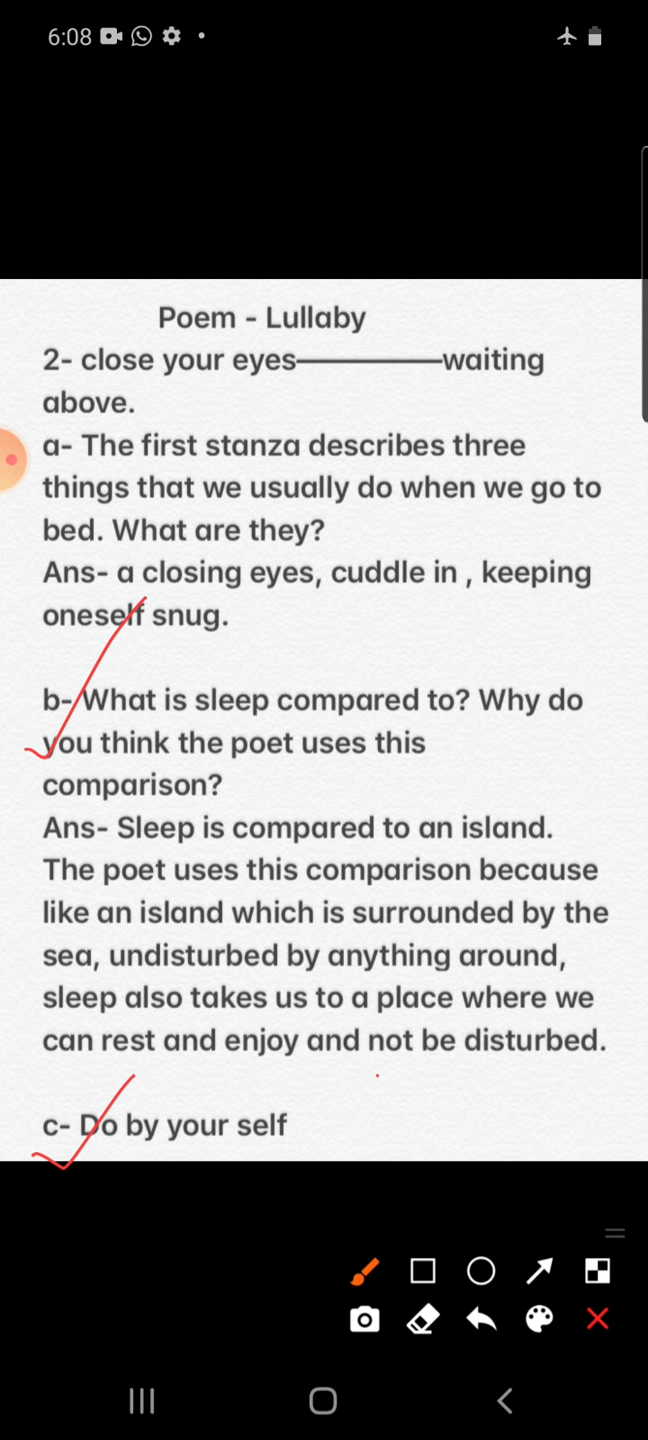 6:08
Poem - Lullaby
2- close your eyes—————waiting
above.
a- The first stanza describes three
things that we usually do when we go to
bed. What are they?
Ans- a closing eyes, cuddle in , keeping
oneself snug.
b- What is sleep compared to? Why do
you think the poet uses this
comparison?
Ans- Sleep is compared to an island.
The poet uses this comparison because
like an island which is surrounded by the
sea, undisturbed by anything around,
sleep also takes us to a place where we
can rest and enjoy and not be disturbed.
c- Do by your self